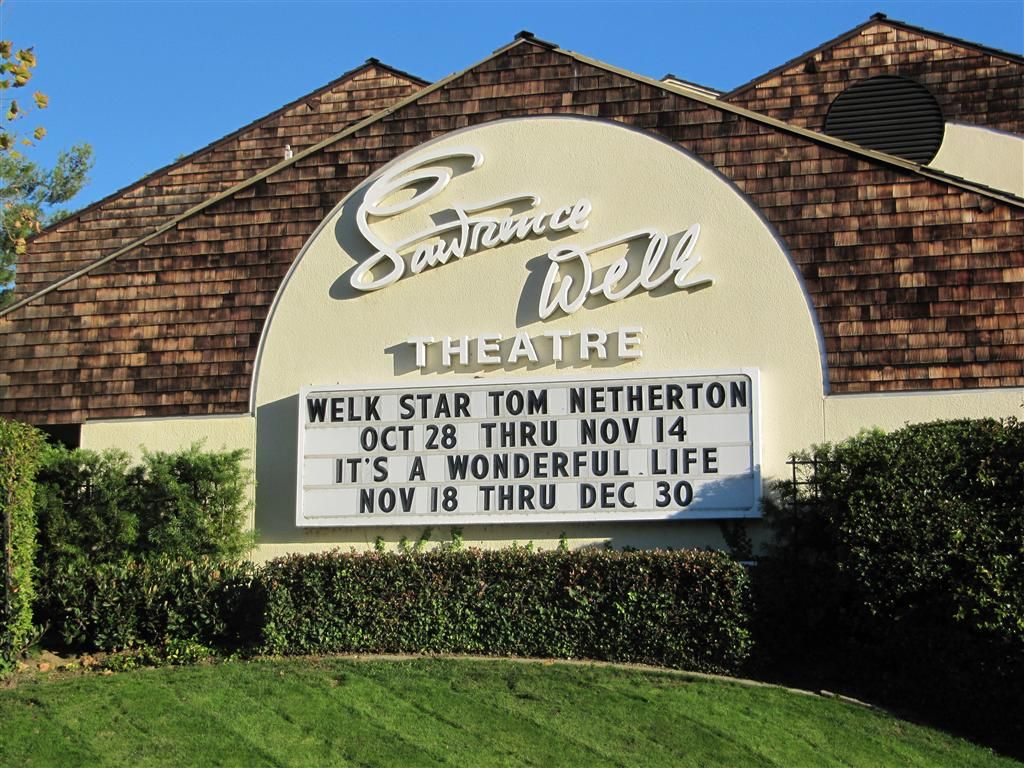 Lawrence
Welk
THEATRE
WELK STAR TOM NETHERTON
OCT 28 THRU NOV 14
IT'S A WONDERFUL LIFE
NOV 18 THRU DEC 30